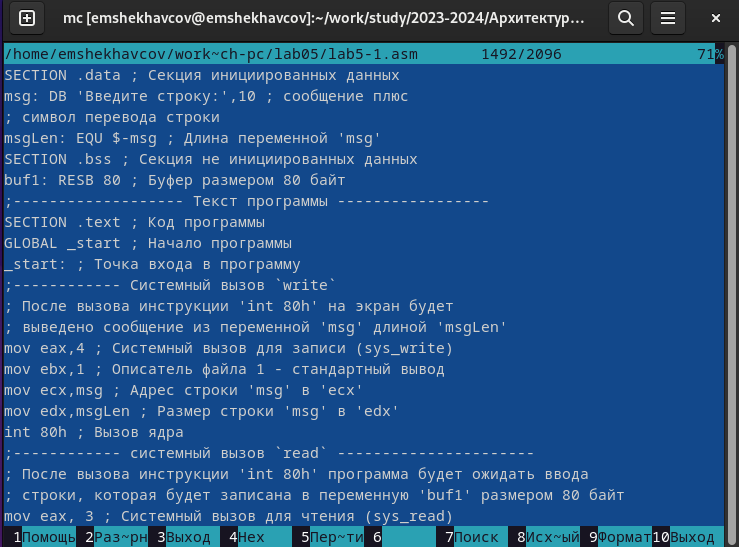 mc [emshekhavcov@emshekhavcov]:~/work/study/2023-2024/Архитектур...
/home/emshekhavcov/work~ch-pc/lab05/lab5-1.asm 1492/2096 71%
SECTION .data ; Секция инициированных данных
msg: DB 'Введите строку:',10 ; сообщение плюс
; символ перевода строки
msgLen: EQU $-msg ; Длина переменной 'msg'
SECTION .bss ; Секция не инициированных данных
buf1: RESB 80 ; Буфер размером 80 байт
;------------------- Текст программы -----------------
SECTION .text ; Код программы
GLOBAL _start ; Начало программы
_start: ; Точка входа в программу
;------------ Cистемный вызов `write`
; После вызова инструкции 'int 80h' на экран будет
; выведено сообщение из переменной 'msg' длиной 'msgLen'
mov eax,4 ; Системный вызов для записи (sys_write)
mov ebx,1 ; Описатель файла 1 - стандартный вывод
mov ecx,msg ; Адрес строки 'msg' в 'ecx'
mov edx,msgLen ; Размер строки 'msg' в 'edx'
int 80h ; Вызов ядра
;------------ системный вызов `read` ----------------------
; После вызова инструкции 'int 80h' программа будет ожидать ввода
; строки, которая будет записана в переменную 'buf1' размером 80 байт
mov eax, 3 ; Системный вызов для чтения (sys_read)
1Помощь 2Раз~рн 3Выход 4Hex 5Пер~ти 6 7Поиск 8Исх~ый 9Формат 10Выход